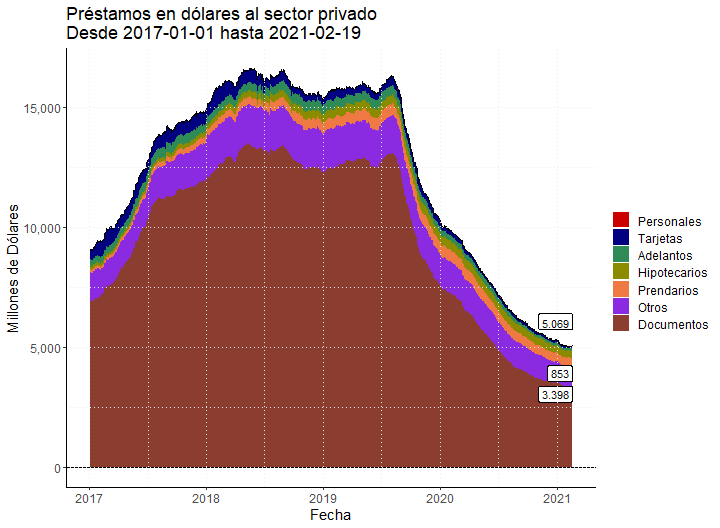 Préstamos en dólares al sector privado
Desde 2017-01-01 hasta 2021-02-19
Millones de Dólares
15,000
10,000
5,000
0
2017
2018
2019
2020
2021
Fecha
5.069
853
3.398
Personales
Tarjetas
Adelantos
Hipotecarios
Prendarios
Otros
Documentos